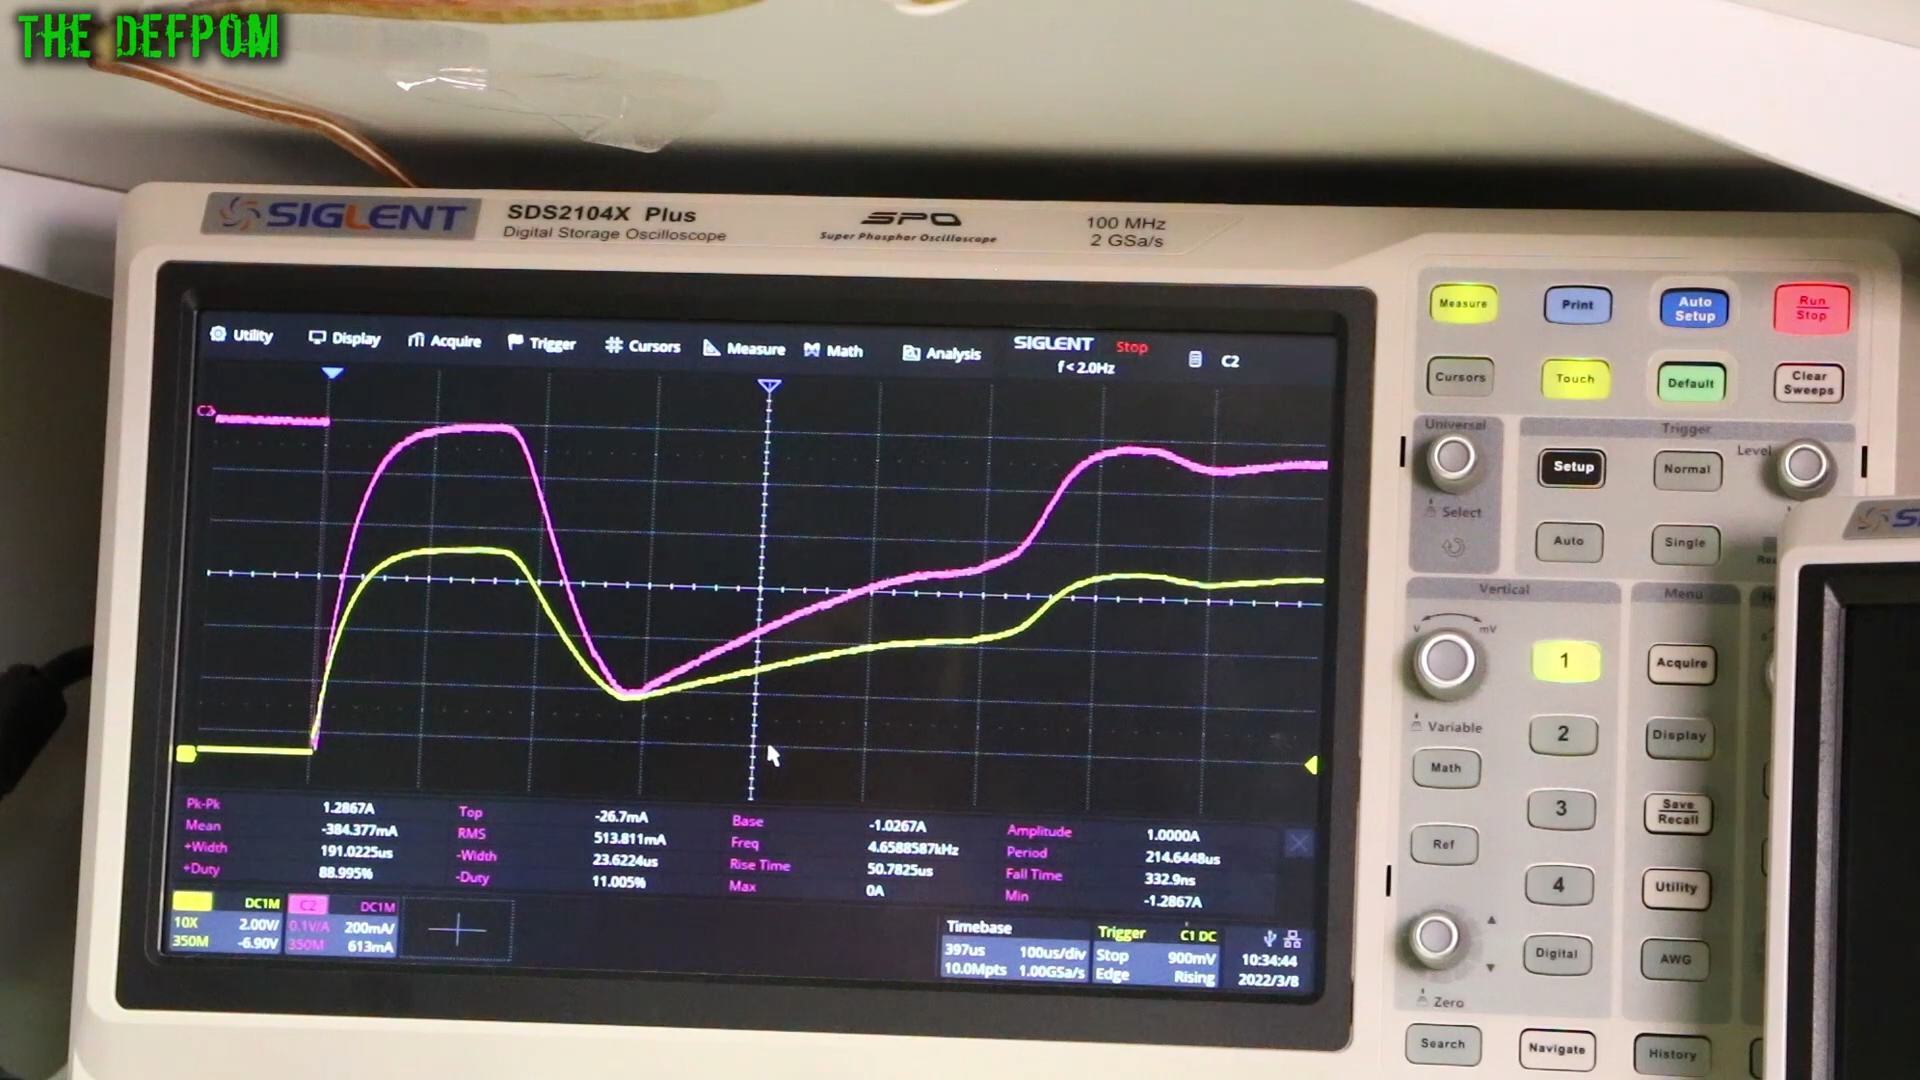 THE DEFPOM
SIGLENT
SDS2104X Plus
Digital Storage Oscilloscope
SPO
Super Phosphor Oscilloscope
100 MHz
2 GSa/s
Utility Display Acquire Trigger Cursors Measure Math Analysis
SIGLENT Stop
f < 2.0Hz
C2
C2
Pk-Pk 1.2867A Top -26.7mA Base -1.0267A Amplitude 1.0000A
Mean -384.377mA RMS 513.811mA Freq 4.6588587kHz Period 214.6448us
+Width 191.0225us -Width 23.6224us Rise Time 50.7825us Fall Time 332.9ns
+Duty 88.995% -Duty 11.005% Max 0A Min -1.2867A
DC1M
10X 2.00V/
350M -6.90V
C2 DC1M
0.1V/A 200mA/
350M 613mA
Timebase
397us 100us/div
10.0Mpts 1.00GSa/s
Trigger C1 DC
Stop 900mV
Edge Rising
10:34:44
2022/3/8
Measure
Print
Auto
Setup
Run
Stop
Cursors
Touch
Default
Clear
Sweeps
Universal
Select
Trigger
Level
Setup
Normal
Auto
Single
Vertical
V mV
Variable
1
2
Math
3
Ref
4
Digital
Zero
Search
Navigate
Menu
Acquire
Display
Save
Recall
Utility
AWG
History